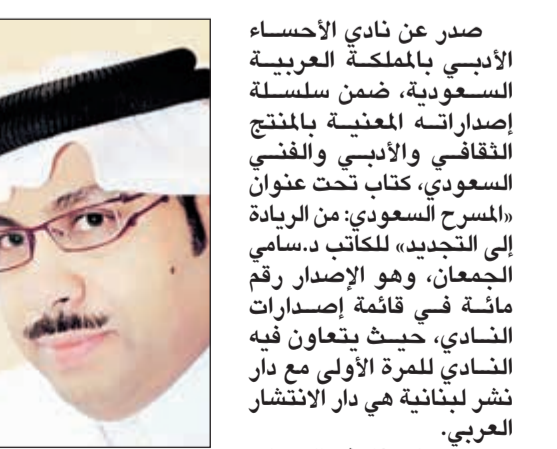 صدر عن نادي الأحساء
الأدبي بالمملكة العربية
السعودية، ضمن سلسلة
إصداراته المعنية بالمنتج
الثقافي والأدبي والفني
السعودي، كتاب تحت عنوان
«المسرح السعودي: من الريادة
إلى التجديد» للكاتب د.سامي
الجمعان، وهو الإصدار رقم
مائة في قائمة إصدارات
النادي، حيث يتعاون فيه
النادي للمرة الأولى مع دار
نشر لبنانية هي دار الانتشار
العربي.